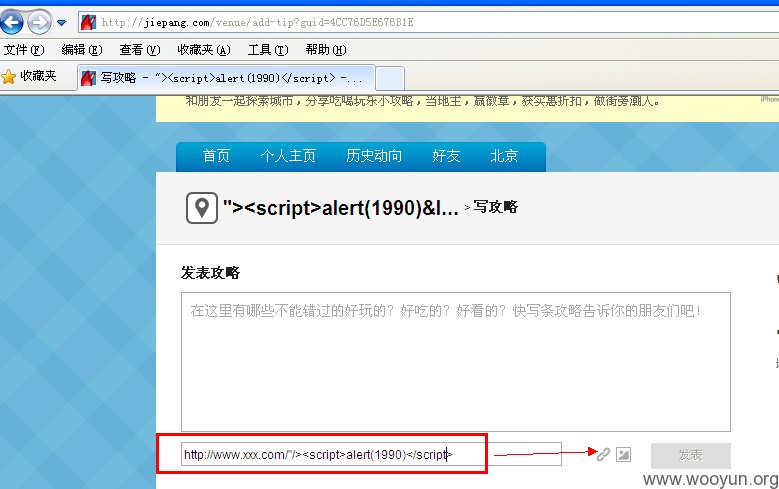 http://jiepang.com/venue/add-tip?guid=4CC76D5E676B1E
文件(F) 编辑(E) 查看(V) 收藏夹(A) 工具(T) 帮助(H)
收藏夹 写攻略 - "><script>alert(1990)</script> -...
和朋友一起探索城市，分享吃喝玩乐小攻略，当地主，赢徽章，获实惠折扣，做街旁潮人。 iPhone
首页 个人主页 历史动向 好友 北京
"><script>alert(1990)&l... > 写攻略
发表攻略
在这里有哪些不能错过的好玩的？好吃的？好看的？快写条攻略告诉你的朋友们吧！
http://www.xxx.com/"/><script>alert(1990)</script> 发表
www.wooyun.org